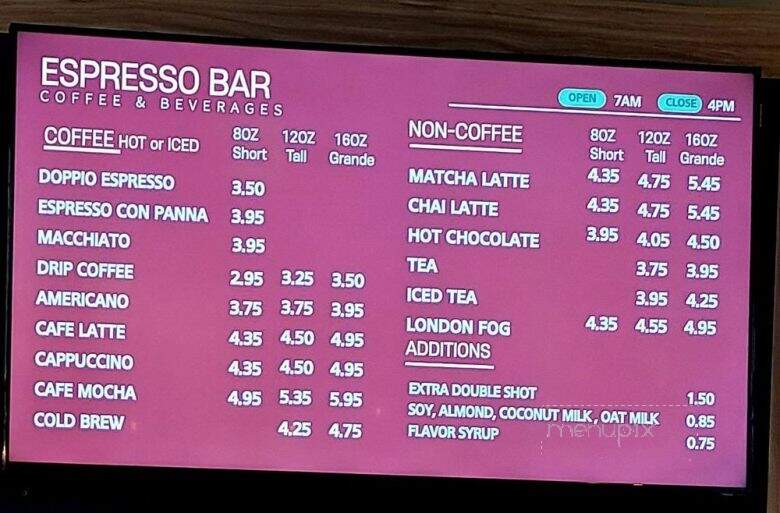 ESPRESSO BAR
COFFEE & BEVERAGES
OPEN 7AM CLOSE 4PM
COFFEE HOT or ICED 8OZ Short 12OZ Tall 16OZ Grande
DOPPIO ESPRESSO 3.50
ESPRESSO CON PANNA 3.95
MACCHIATO 3.95
DRIP COFFEE 2.95 3.25 3.50
AMERICANO 3.75 3.75 3.95
CAFE LATTE 4.35 4.50 4.95
CAPPUCCINO 4.35 4.50 4.95
CAFE MOCHA 4.95 5.35 5.95
COLD BREW 4.25 4.75
NON-COFFEE 8OZ Short 12OZ Tall 16OZ Grande
MATCHA LATTE 4.35 4.75 5.45
CHAI LATTE 4.35 4.75 5.45
HOT CHOCOLATE 3.95 4.05 4.50
TEA 3.75 3.95
ICED TEA 3.95 4.25
LONDON FOG 4.35 4.55 4.95
ADDITIONS
EXTRA DOUBLE SHOT 1.50
SOY, ALMOND, COCONUT MILK , OAT MILK 0.85
FLAVOR SYRUP 0.75
menupix